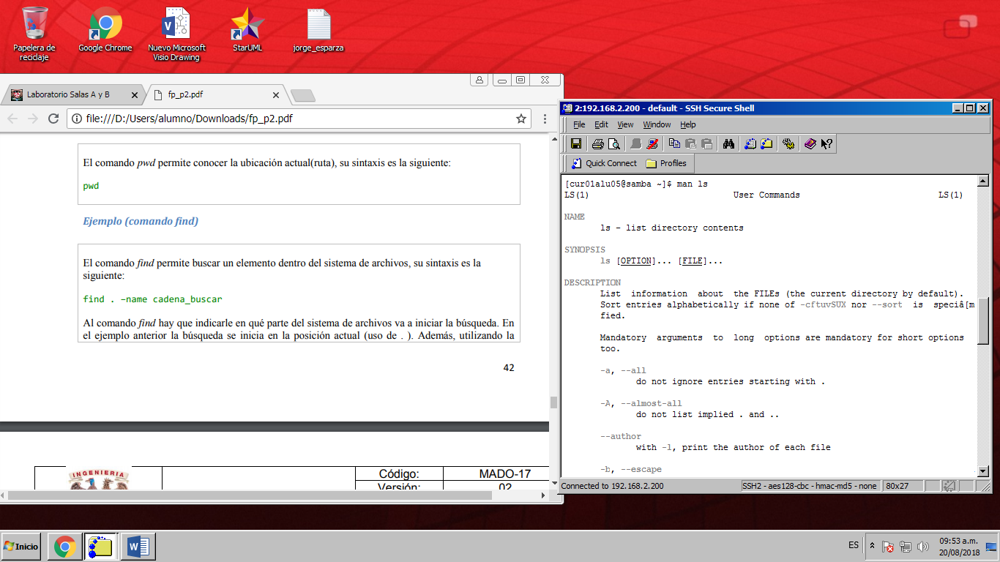 Papelera de
reciclaje
Google Chrome
Nuevo Microsoft
Visio Drawing
StarUML
jorge_esparza
Laboratorio Salas A y B
fp_p2.pdf
file:///D:/Users/alumno/Downloads/fp_p2.pdf
El comando pwd permite conocer la ubicación actual(ruta), su sintaxis es la siguiente:
pwd
Ejemplo (comando find)
El comando find permite buscar un elemento dentro del sistema de archivos, su sintaxis es la
siguiente:
find . –name cadena_buscar
Al comando find hay que indicarle en qué parte del sistema de archivos va a iniciar la búsqueda. En
el ejemplo anterior la búsqueda se inicia en la posición actual (uso de . ). Además, utilizando la
42
INGENIERIA
Código: MADO-17
Versión: 02
2:192.168.2.200 - default - SSH Secure Shell
File Edit View Window Help
Quick Connect Profiles
[cur01alu05@samba ~]$ man ls
LS(1) User Commands LS(1)
NAME
ls - list directory contents
SYNOPSIS
ls [OPTION]... [FILE]...
DESCRIPTION
List information about the FILEs (the current directory by default).
Sort entries alphabetically if none of -cftuvSUX nor --sort is speciâ[m
fied.
Mandatory arguments to long options are mandatory for short options
too.
-a, --all
do not ignore entries starting with .
-A, --almost-all
do not list implied . and ..
--author
with -l, print the author of each file
-b, --escape
Connected to 192.168.2.200 SSH2 - aes128-cbc - hmac-md5 - none 80x27
Inicio
ES
09:53 a.m.
20/08/2018